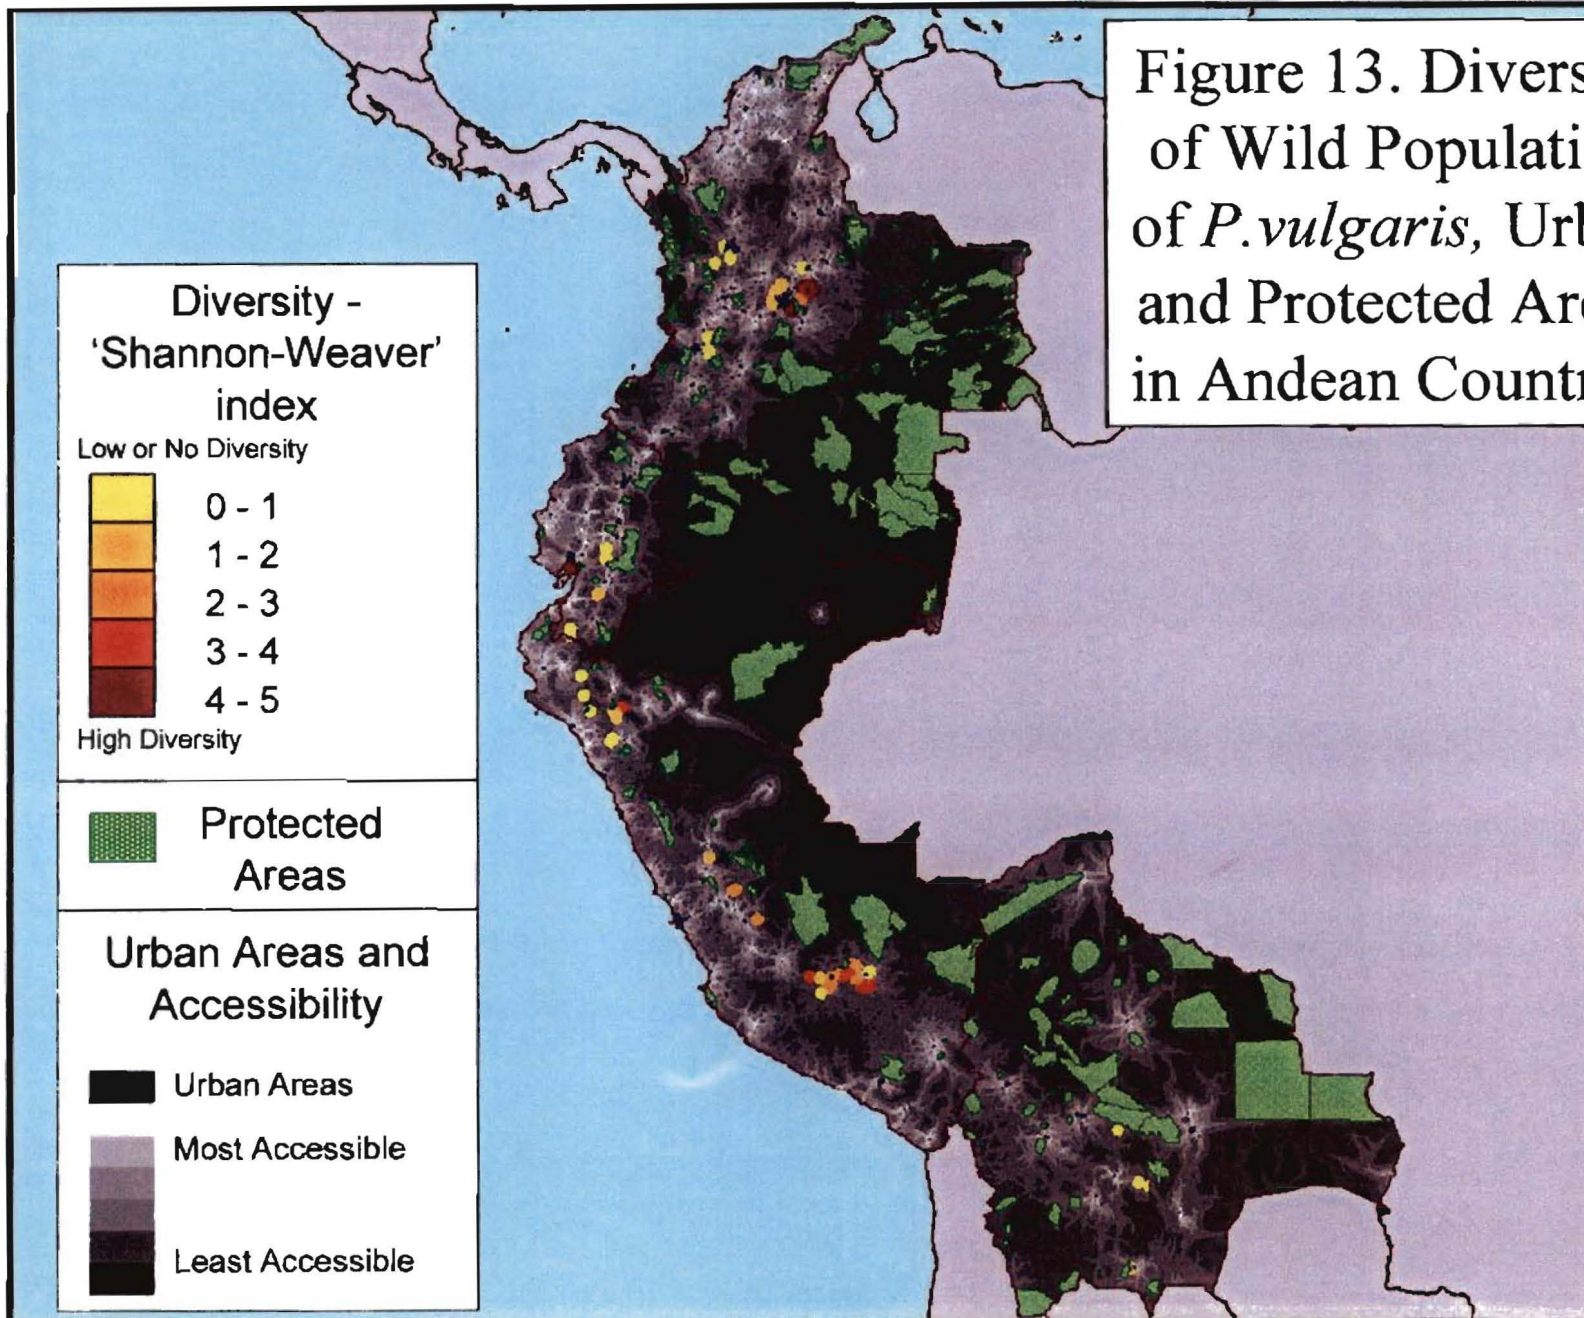 Figure 13. Divers
of Wild Populati
of P.vulgaris, Url
and Protected Are
in Andean Countr
Diversity -
'Shannon-Weaver'
index
Low or No Diversity
0 - 1
1 - 2
2 - 3
3 - 4
4 - 5
High Diversity
Protected
Areas
Urban Areas and
Accessibility
Urban Areas
Most Accessible
Least Accessible